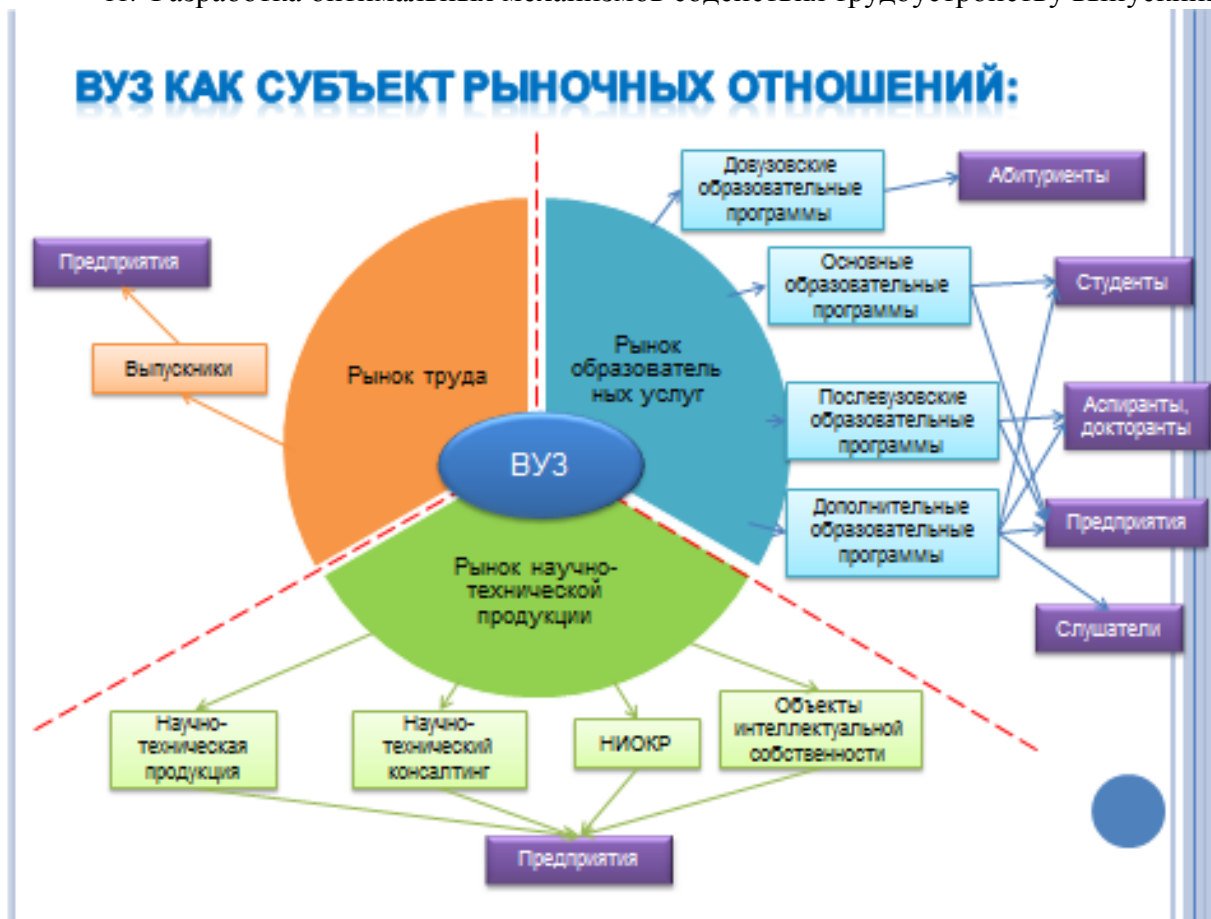 ВУЗ КАК СУБЪЕКТ РЫНОЧНЫХ ОТНОШЕНИЙ:
Довузовские
образовательные
программы
Абитуриенты
Предприятия
Основные
образовательные
программы
Студенты
Выпускники
Рынок труда
Рынок
образователь
ных услуг
Послевузовские
образовательные
программы
Аспиранты,
докторанты
ВУЗ
Дополнительные
образовательные
программы
Предприятия
Рынок научно-
технической
продукции
Слушатели
Научно-
техническая
продукция
Научно-
технический
консалтинг
НИОКР
Объекты
интеллектуальной
собственности
Предприятия